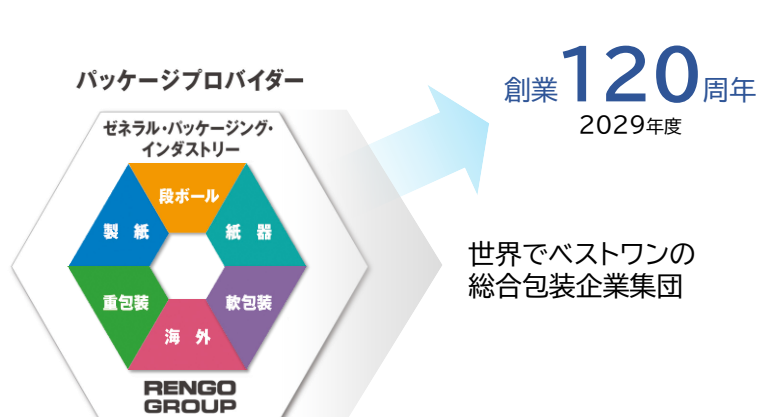 パッケージプロバイダー
ゼネラル・パッケージング・
インダストリー
段ボール
製 紙
紙 器
重包装
軟包装
海 外
RENGO
GROUP
創業120周年
2029年度
世界でベストワンの
総合包装企業集団